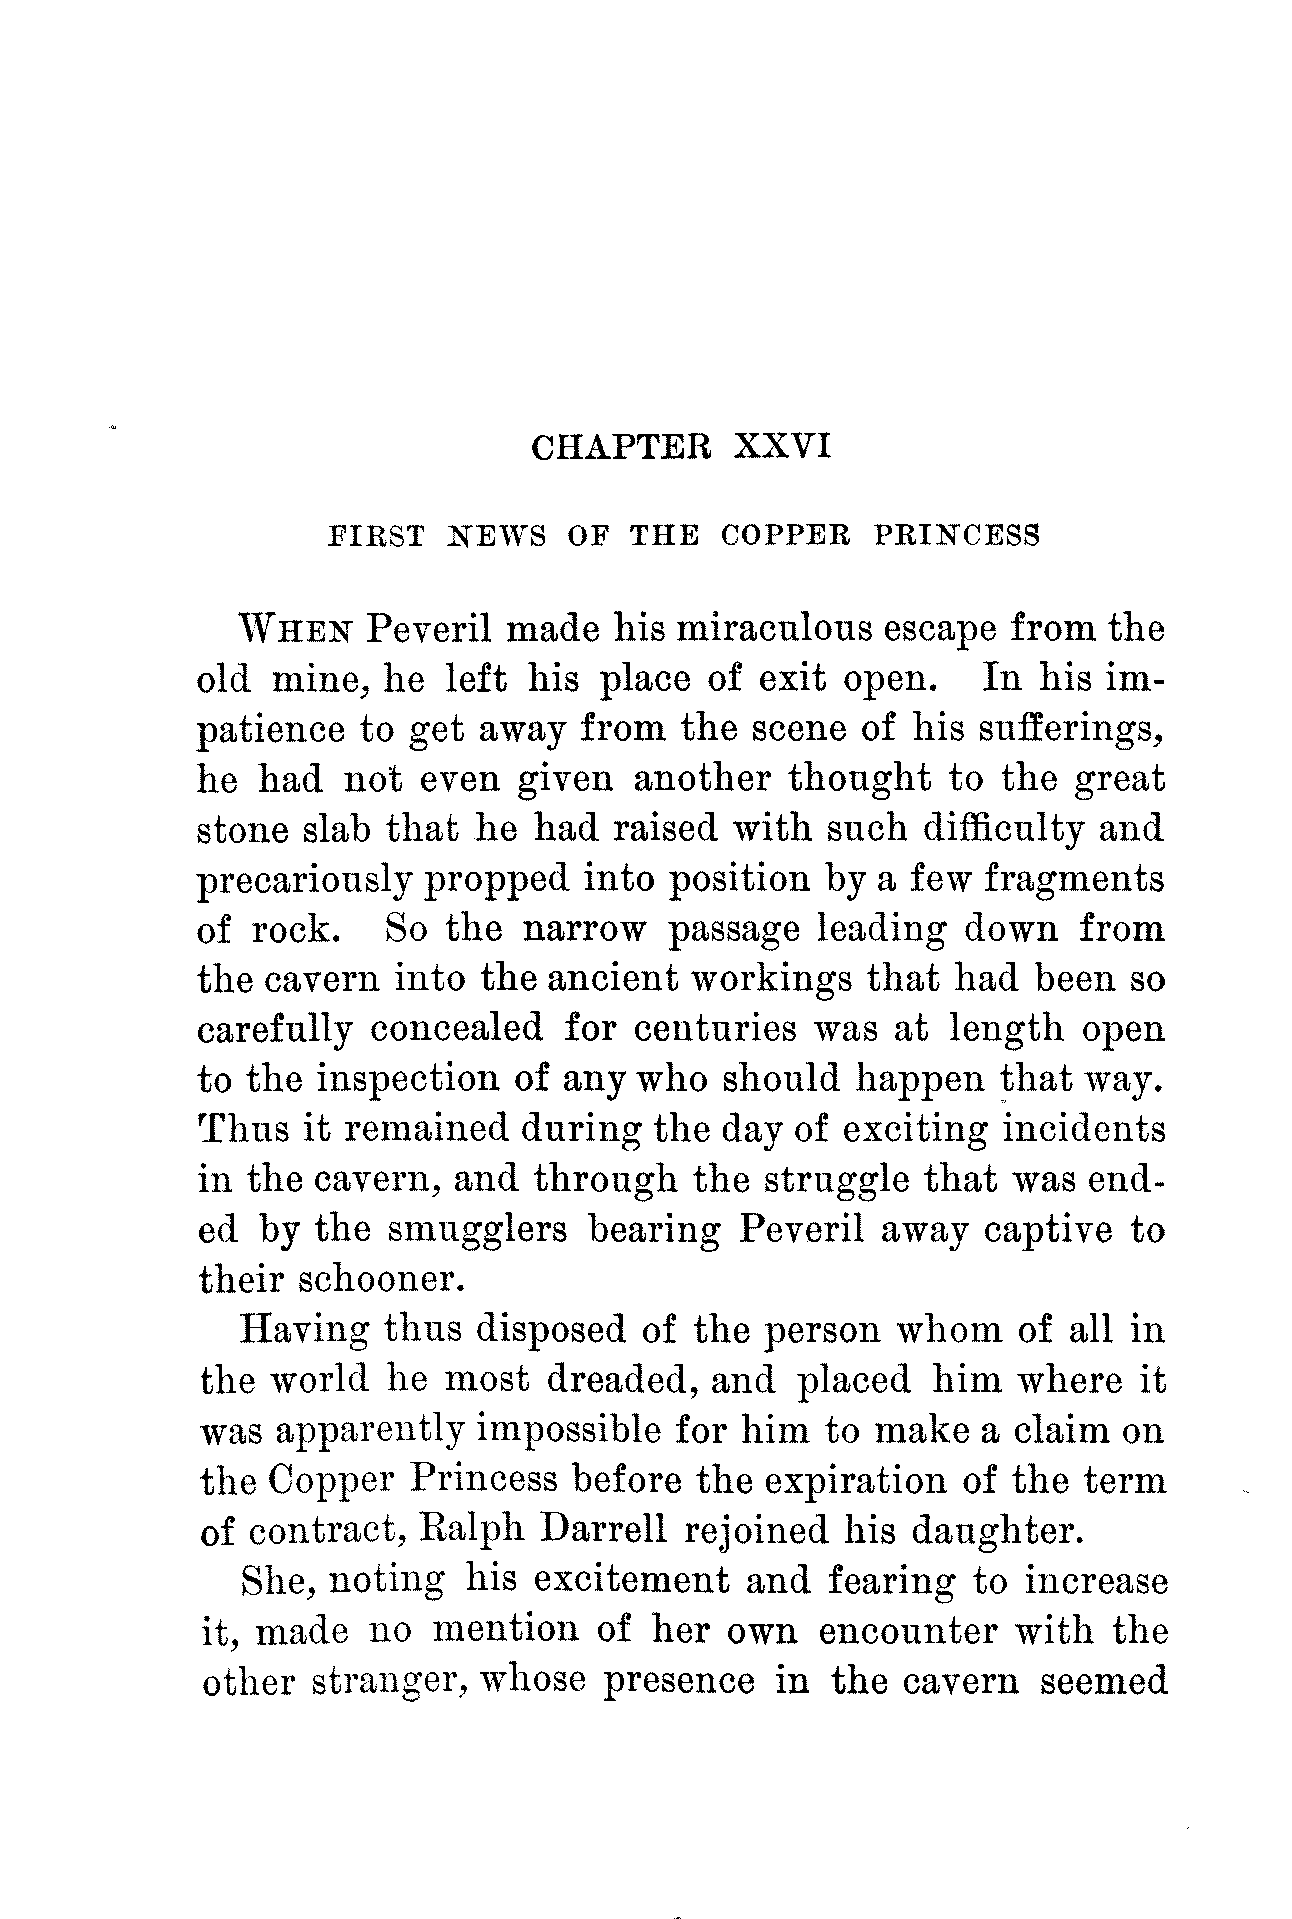 CHAPTER XXVI
FIRST NEWS OF THE COPPER PRINCESS
WHEN Peveril made his miraculous escape from the
old mine, he left his place of exit open. In his im-
patience to get away from the scene of his sufferings,
he had not even given another thought to the great
stone slab that he had raised with such difficulty and
precariously propped into position by a few fragments
of rock. So the narrow passage leading down from
the cavern into the ancient workings that had been so
carefully concealed for centuries was at length open
to the inspection of any who should happen that way.
Thus it remained during the day of exciting incidents
in the cavern, and through the struggle that was end-
ed by the smugglers bearing Peveril away captive to
their schooner.
Having thus disposed of the person whom of all in
the world he most dreaded, and placed him where it
was apparently impossible for him to make a claim on
the Copper Princess before the expiration of the term
of contract, Ralph Darrell rejoined his daughter.
She, noting his excitement and fearing to increase
it, made no mention of her own encounter with the
other stranger, whose presence in the cavern seemed